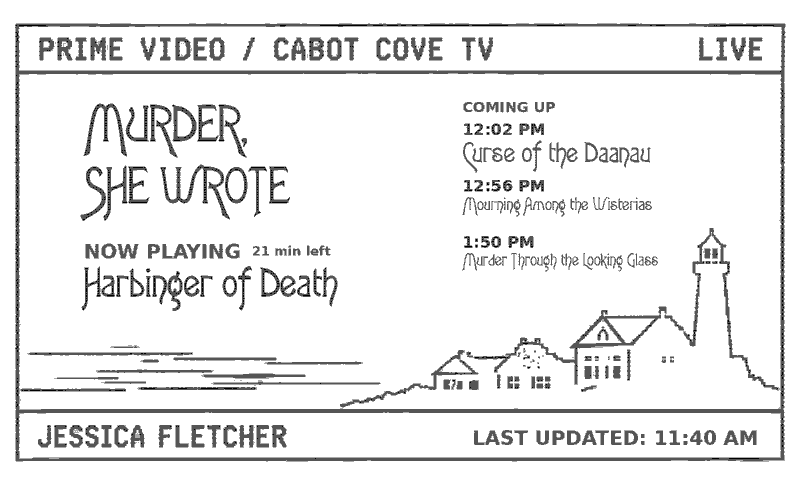 PRIME VIDEO / CABOT COVE TV
LIVE
MURDER,
SHE WROTE
NOW PLAYING 21 min left
Harbinger of Death
COMING UP
12:02 PM
Curse of the Daanau
12:56 PM
Mourning Among the Wisterias
1:50 PM
Murder Through the Looking Glass
JESSICA FLETCHER
LAST UPDATED: 11:40 AM